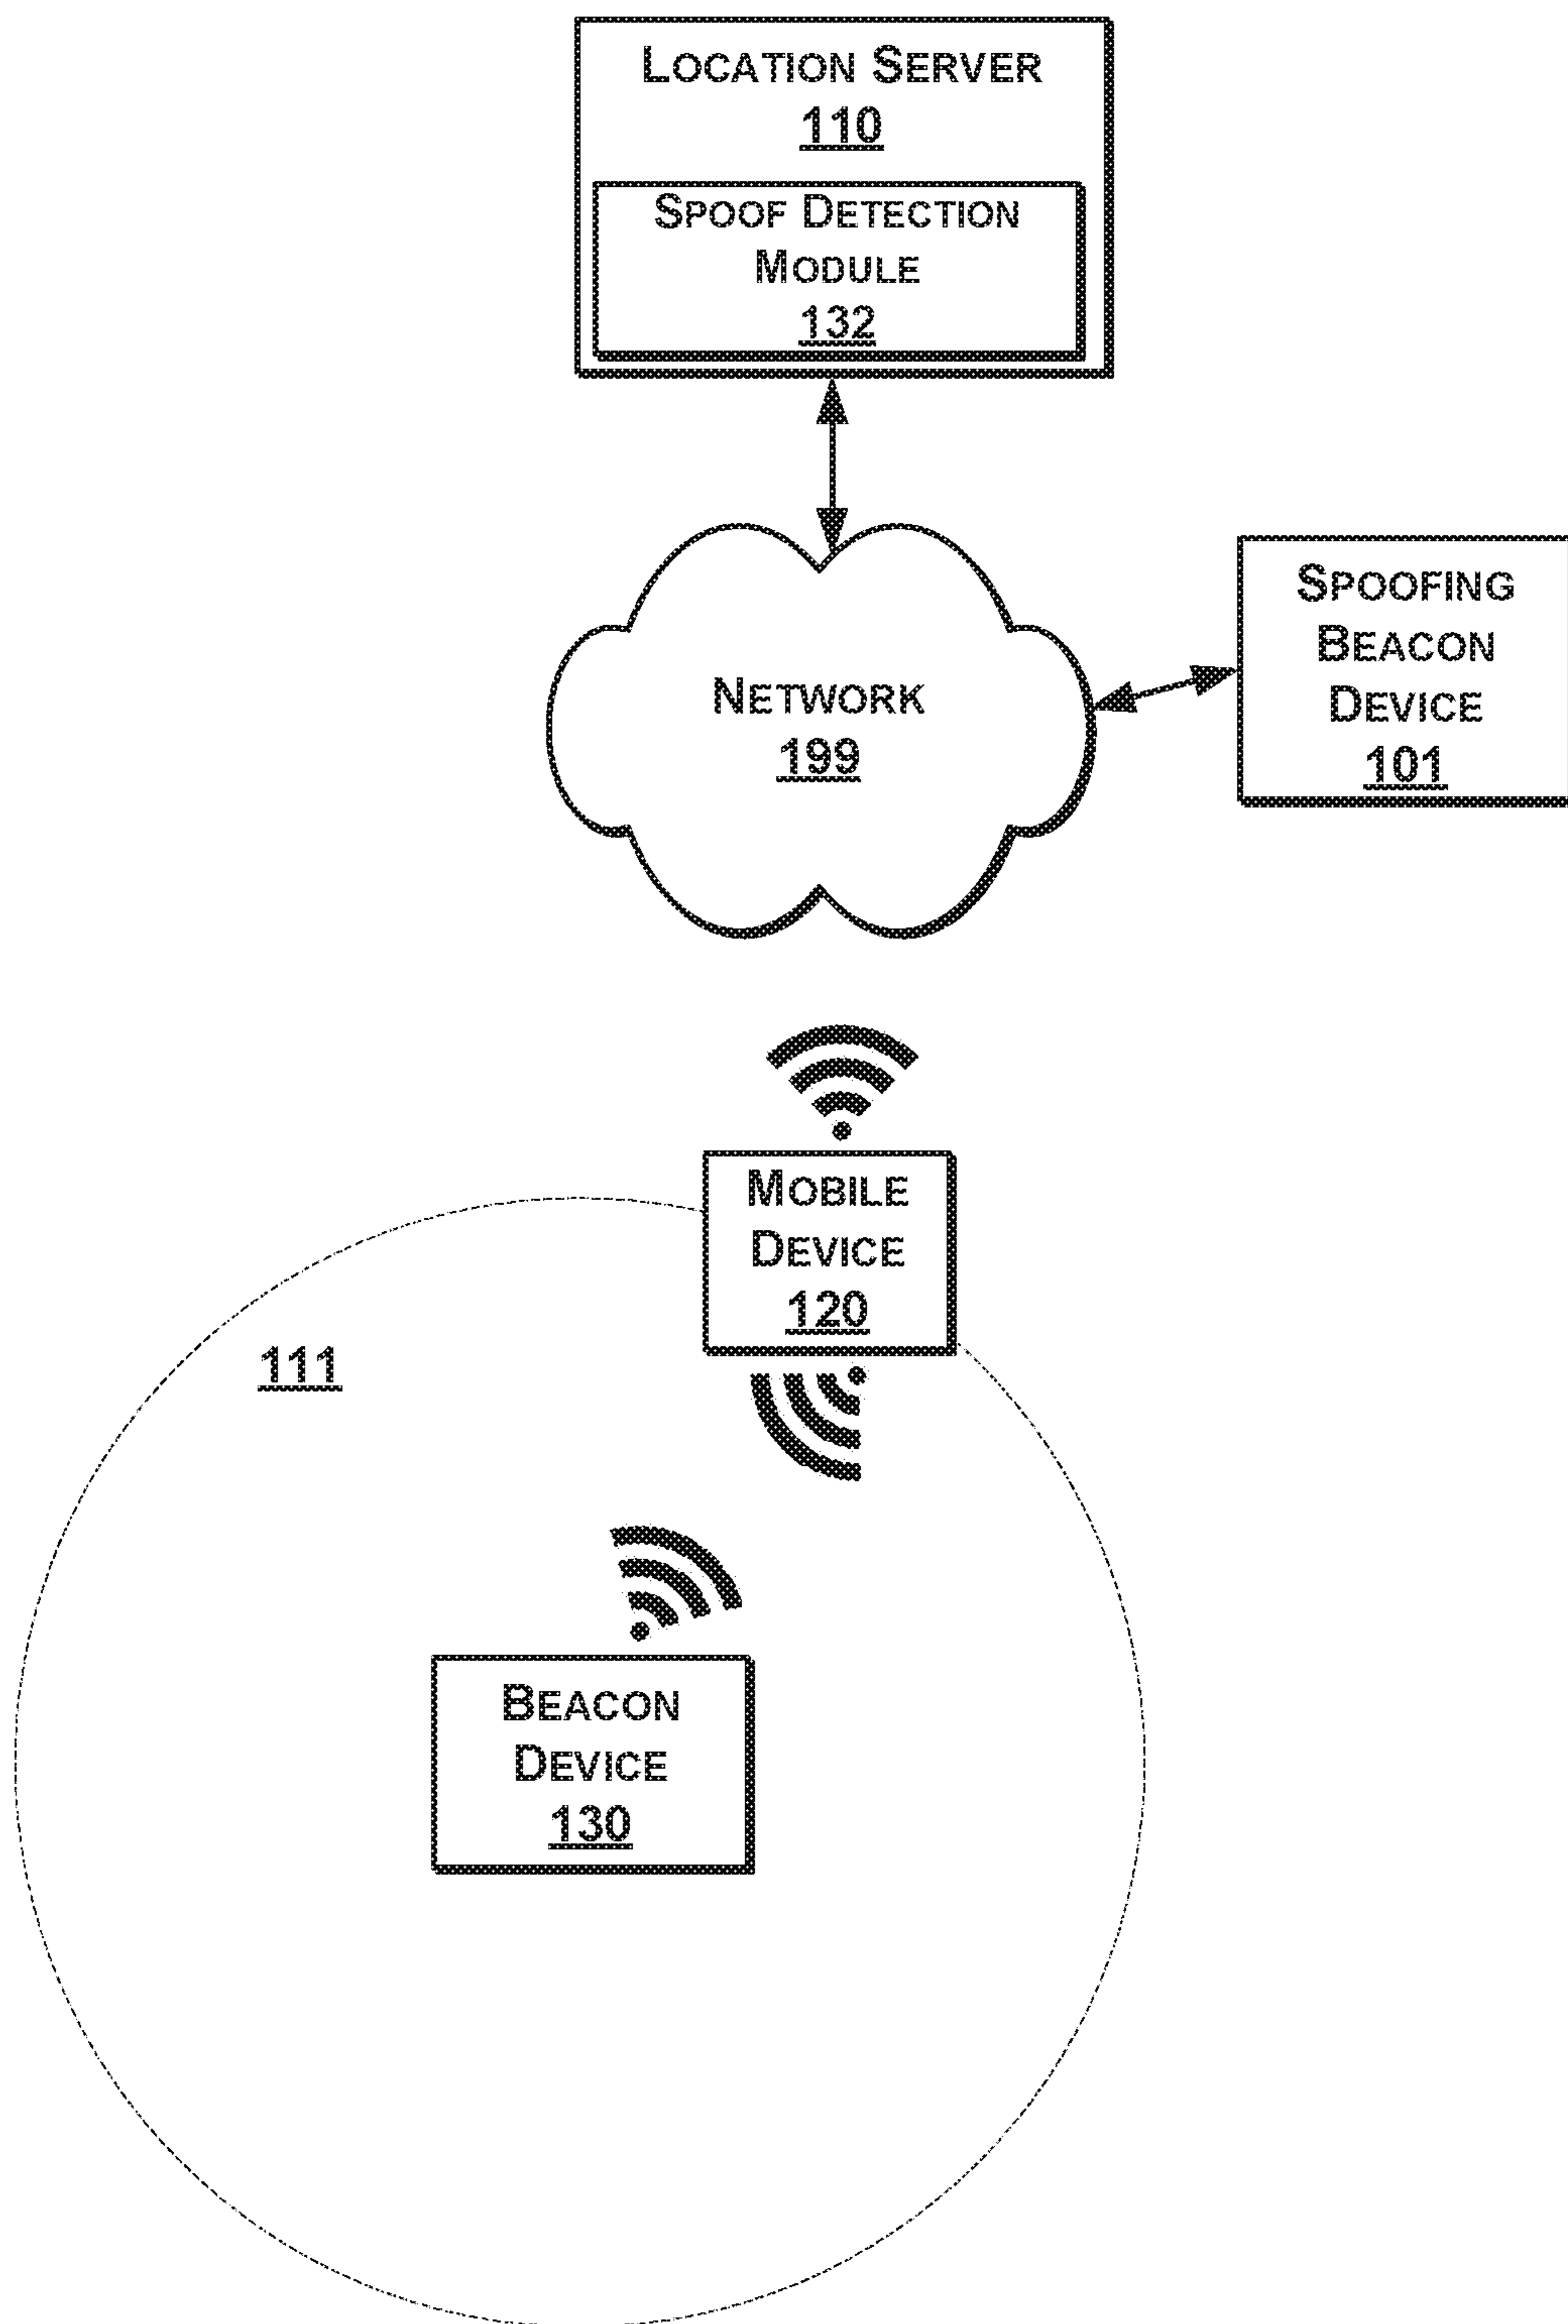 LOCATION SERVER
110
SPOOF DETECTION
MODULE
132
NETWORK
199
SPOOFING
BEACON
DEVICE
101
MOBILE
DEVICE
120
111
BEACON
DEVICE
130